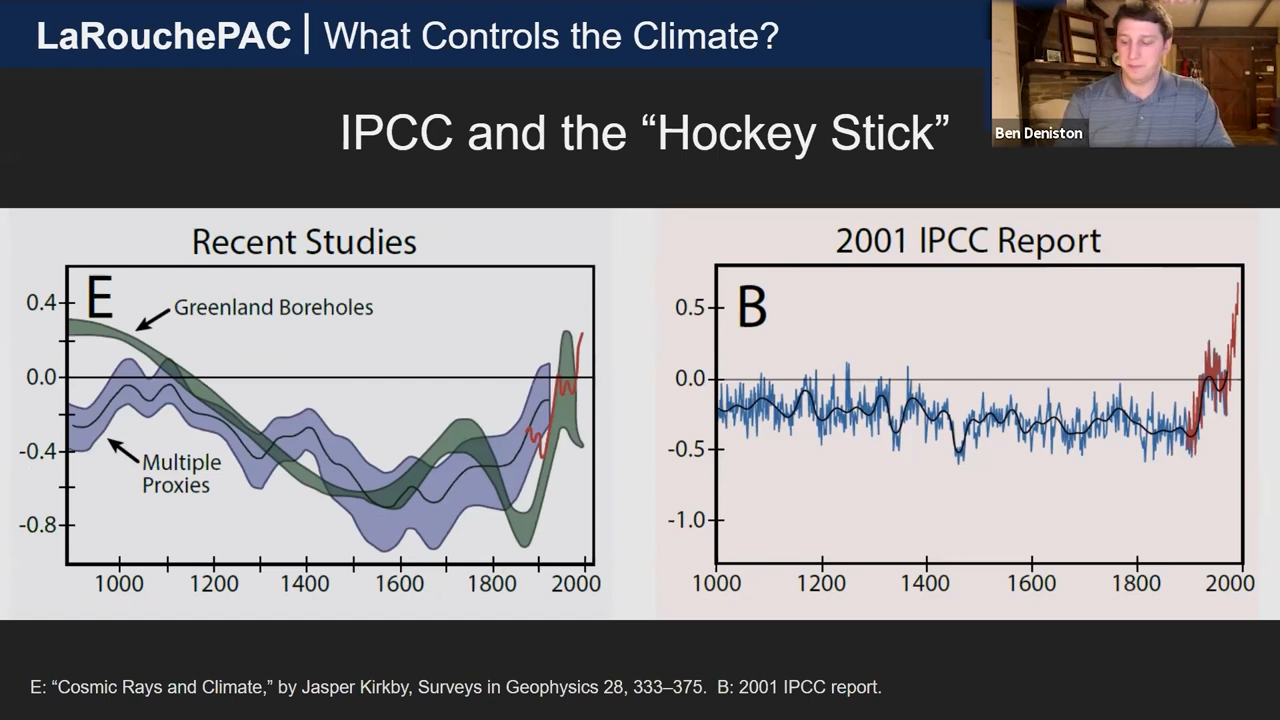 LaRouchePAC | What Controls the Climate?
Ben Deniston
IPCC and the “Hockey Stick”
Recent Studies
E
Greenland Boreholes
Multiple
Proxies
0.4
0.0
-0.4
-0.8
1000 1200 1400 1600 1800 2000
2001 IPCC Report
B
0.5
0.0
-0.5
-1.0
1000 1200 1400 1600 1800 2000
E: “Cosmic Rays and Climate,” by Jasper Kirkby, Surveys in Geophysics 28, 333–375. B: 2001 IPCC report.